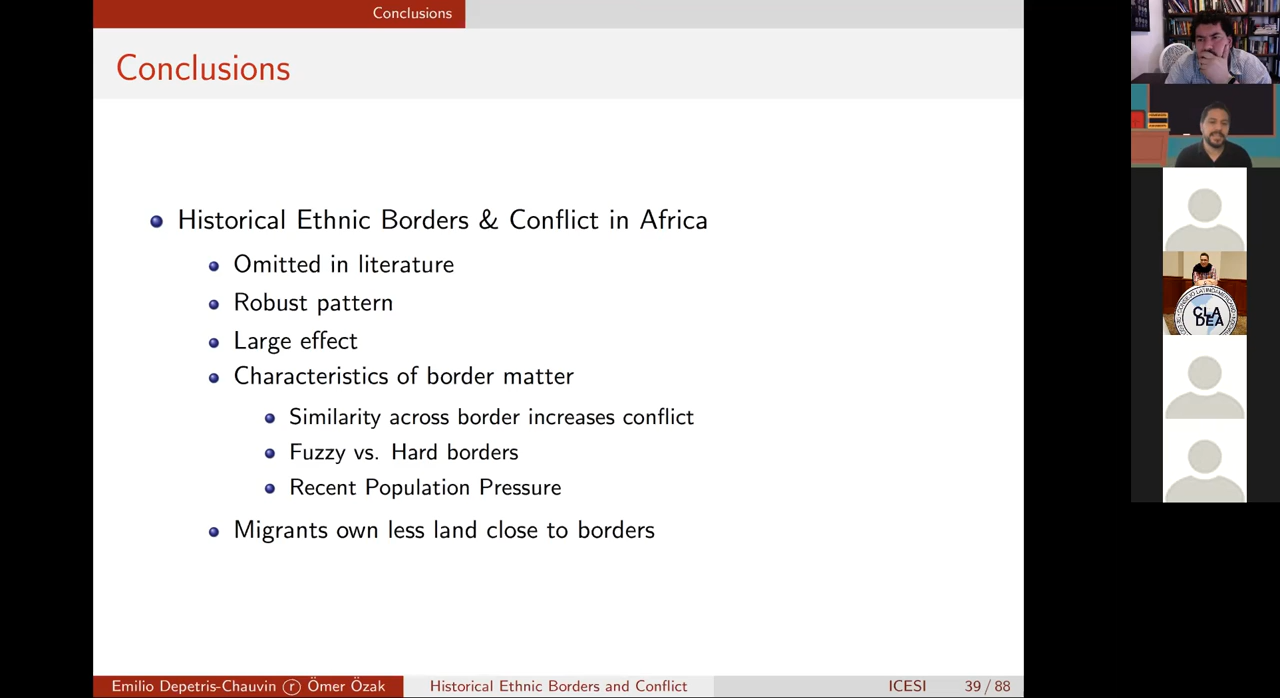 Conclusions
Conclusions
Historical Ethnic Borders & Conflict in Africa
Omitted in literature
Robust pattern
Large effect
Characteristics of border matter
Similarity across border increases conflict
Fuzzy vs. Hard borders
Recent Population Pressure
Migrants own less land close to borders
CLA
DEA
Emilio Depetris-Chauvin ⓡ Ömer Özak
Historical Ethnic Borders and Conflict
ICESI
39 / 88